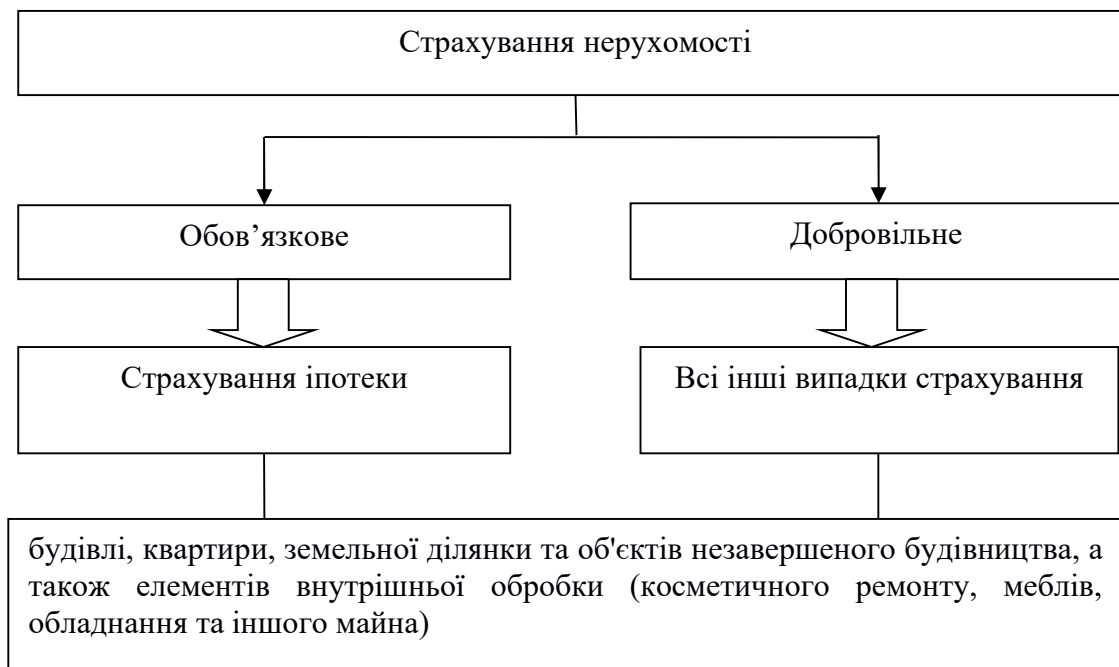 Страхування нерухомості
Обов’язкове
Добровільне
Страхування іпотеки
Всі інші випадки страхування
будівлі, квартири, земельної ділянки та об'єктів незавершеного будівництва, а
також елементів внутрішньої обробки (косметичного ремонту, меблів,
обладнання та іншого майна)